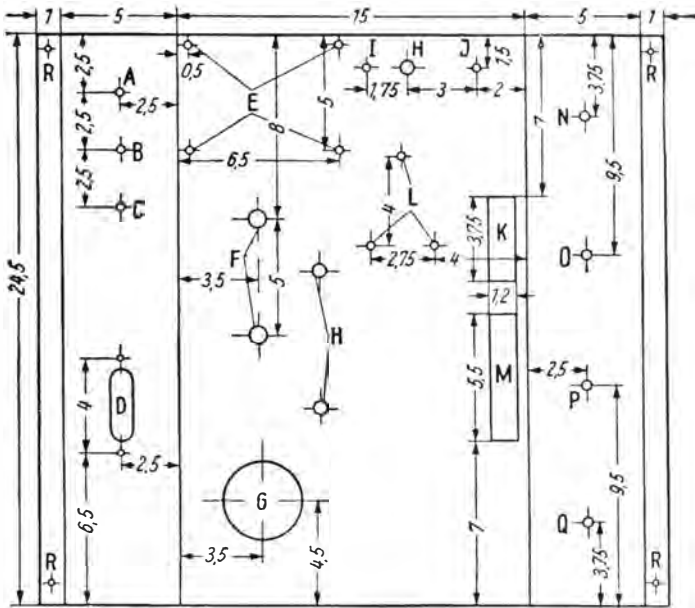 1 5 15 5 1
R 2,5 0,5 I H J 1,5 3,75 R
A 2,5 E 8 5 1,75 3 2 7 N
2,5 B 6,5 9,5
2,5 C 4 L K 3,75
24,5 F 3,5 5 2,75 4 O
H 1,2
4 D M 5,5 2,5 P
2,5
6,5 G 7 9,5
3,5 4,5 Q 3,75
R R